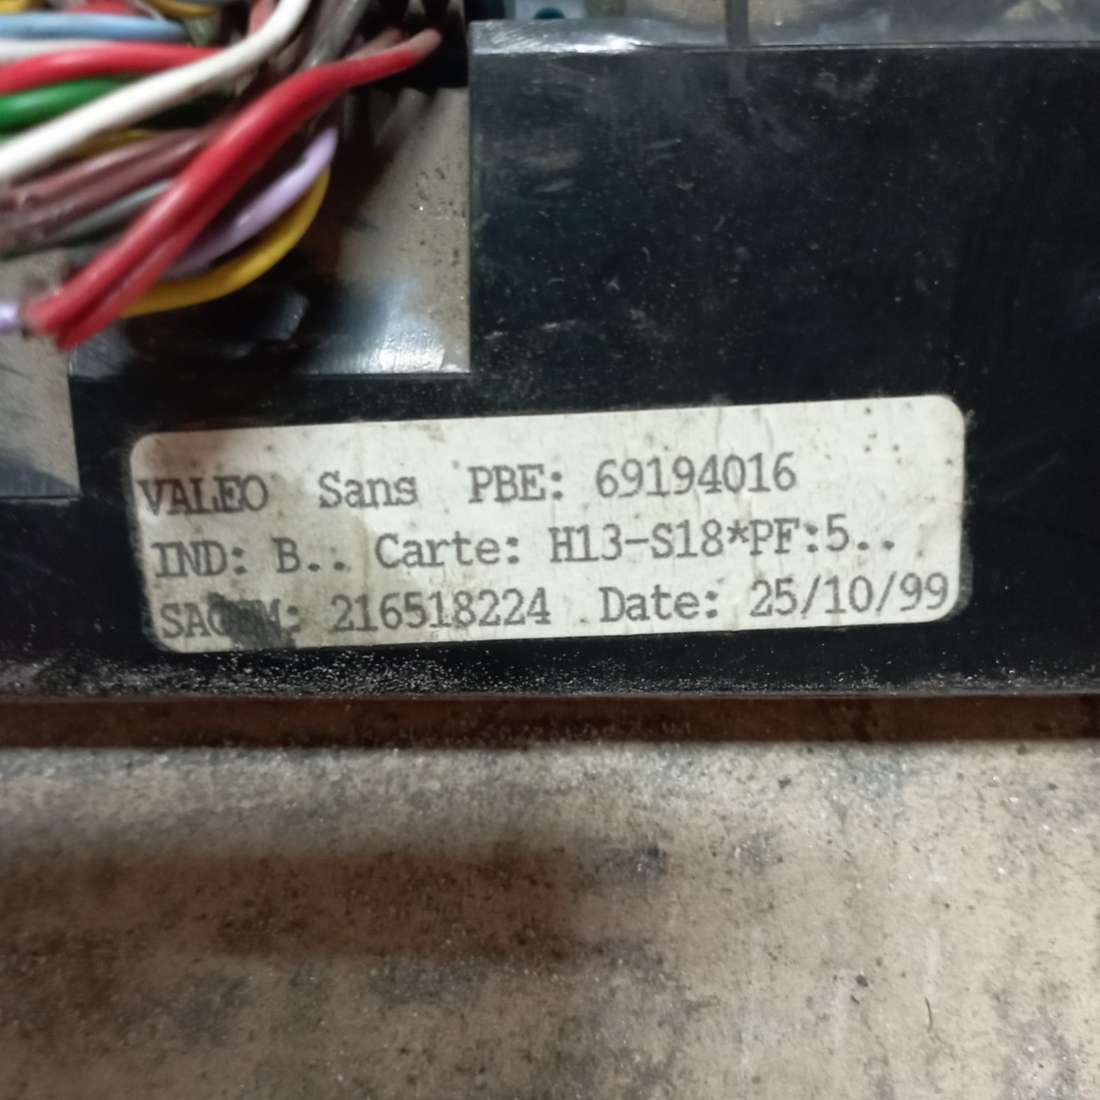 VALEO Sans PBE: 69194016
IND: B.. Carte: H13-S18*PF:5..
216518224 Date: 25/10/99